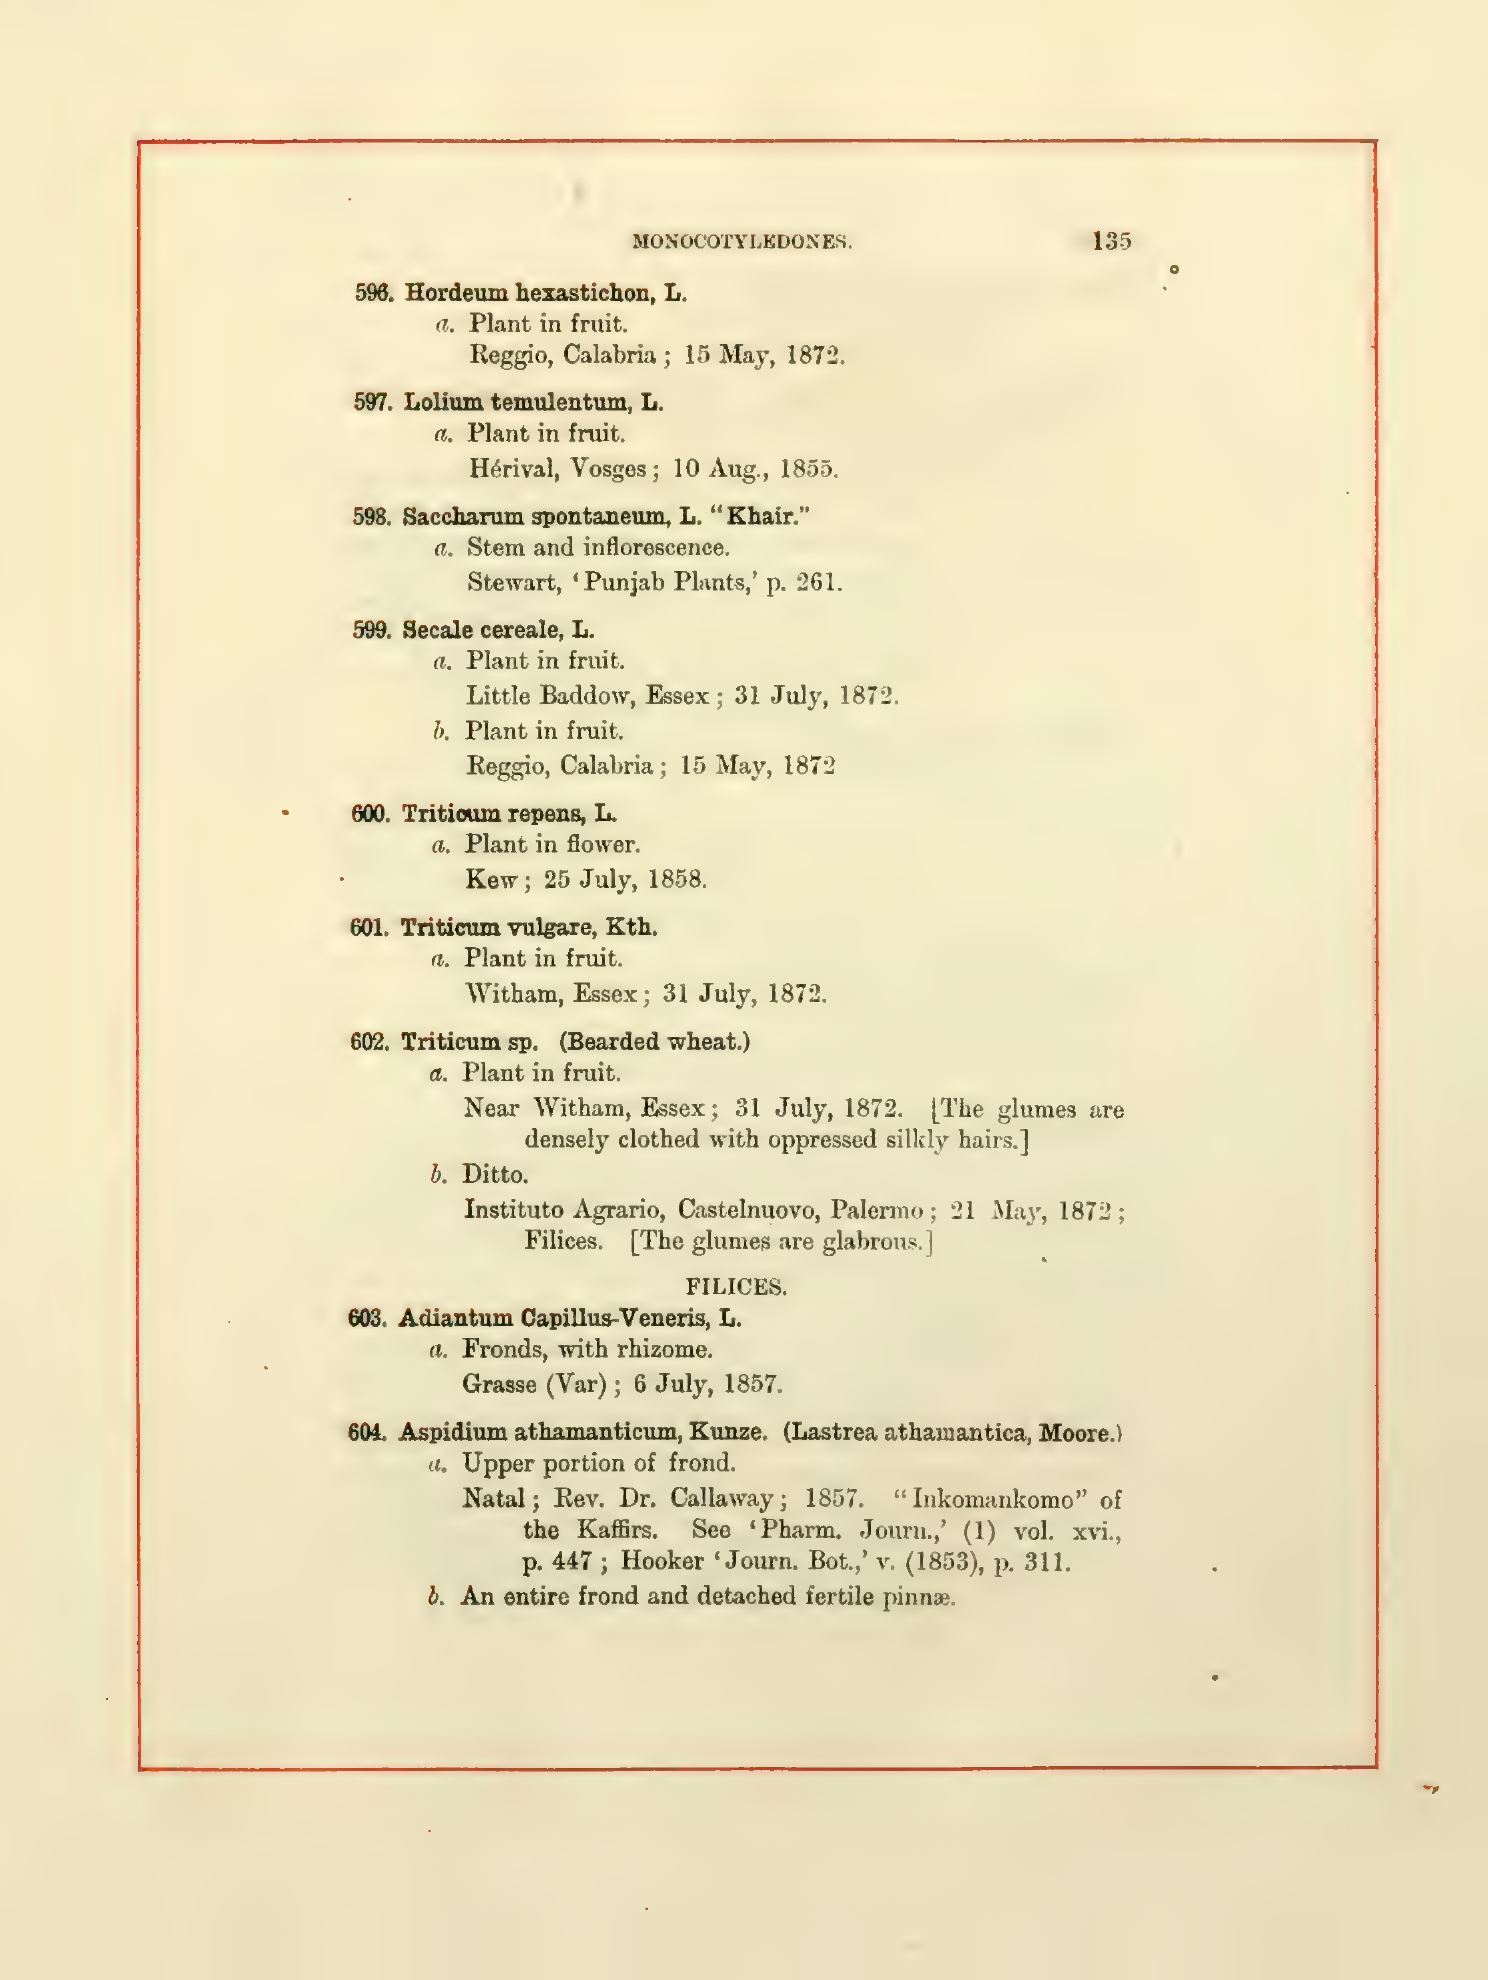 MONOCOTYLEDONES. 135
596. Hordeum hexastichon, L.
a. Plant in fruit.
Reggio, Calabria; 15 May, 1872.
597. Lolium temulentum, L.
a. Plant in fruit.
Hérival, Vosges; 10 Aug., 1855.
598. Saccharum spontaneum, L. “Khair.”
a. Stem and inflorescence.
Stewart, ‘Punjab Plants,’ p. 261.
599. Secale cereale, L.
a. Plant in fruit.
Little Baddow, Essex; 31 July, 1872.
b. Plant in fruit.
Reggio, Calabria; 15 May, 1872
600. Triticum repens, L.
a. Plant in flower.
Kew; 25 July, 1858.
601. Triticum vulgare, Kth.
a. Plant in fruit.
Witham, Essex; 31 July, 1872.
602. Triticum sp. (Bearded wheat.)
a. Plant in fruit.
Near Witham, Essex; 31 July, 1872. [The glumes are
densely clothed with oppressed silkly hairs.]
b. Ditto.
Instituto Agrario, Castelnuovo, Palermo; 21 May, 1872;
Filices. [The glumes are glabrous.]
FILICES.
603. Adiantum Capillus-Veneris, L.
a. Fronds, with rhizome.
Grasse (Var); 6 July, 1857.
604. Aspidium athamanticum, Kunze. (Lastrea athamantica, Moore.)
a. Upper portion of frond.
Natal; Rev. Dr. Callaway; 1857. “Inkomankomo” of
the Kaffirs. See ‘Pharm. Journ.,’ (1) vol. xvi.,
p. 447; Hooker ‘Journ. Bot.,’ v. (1853), p. 311.
b. An entire frond and detached fertile pinnæ.